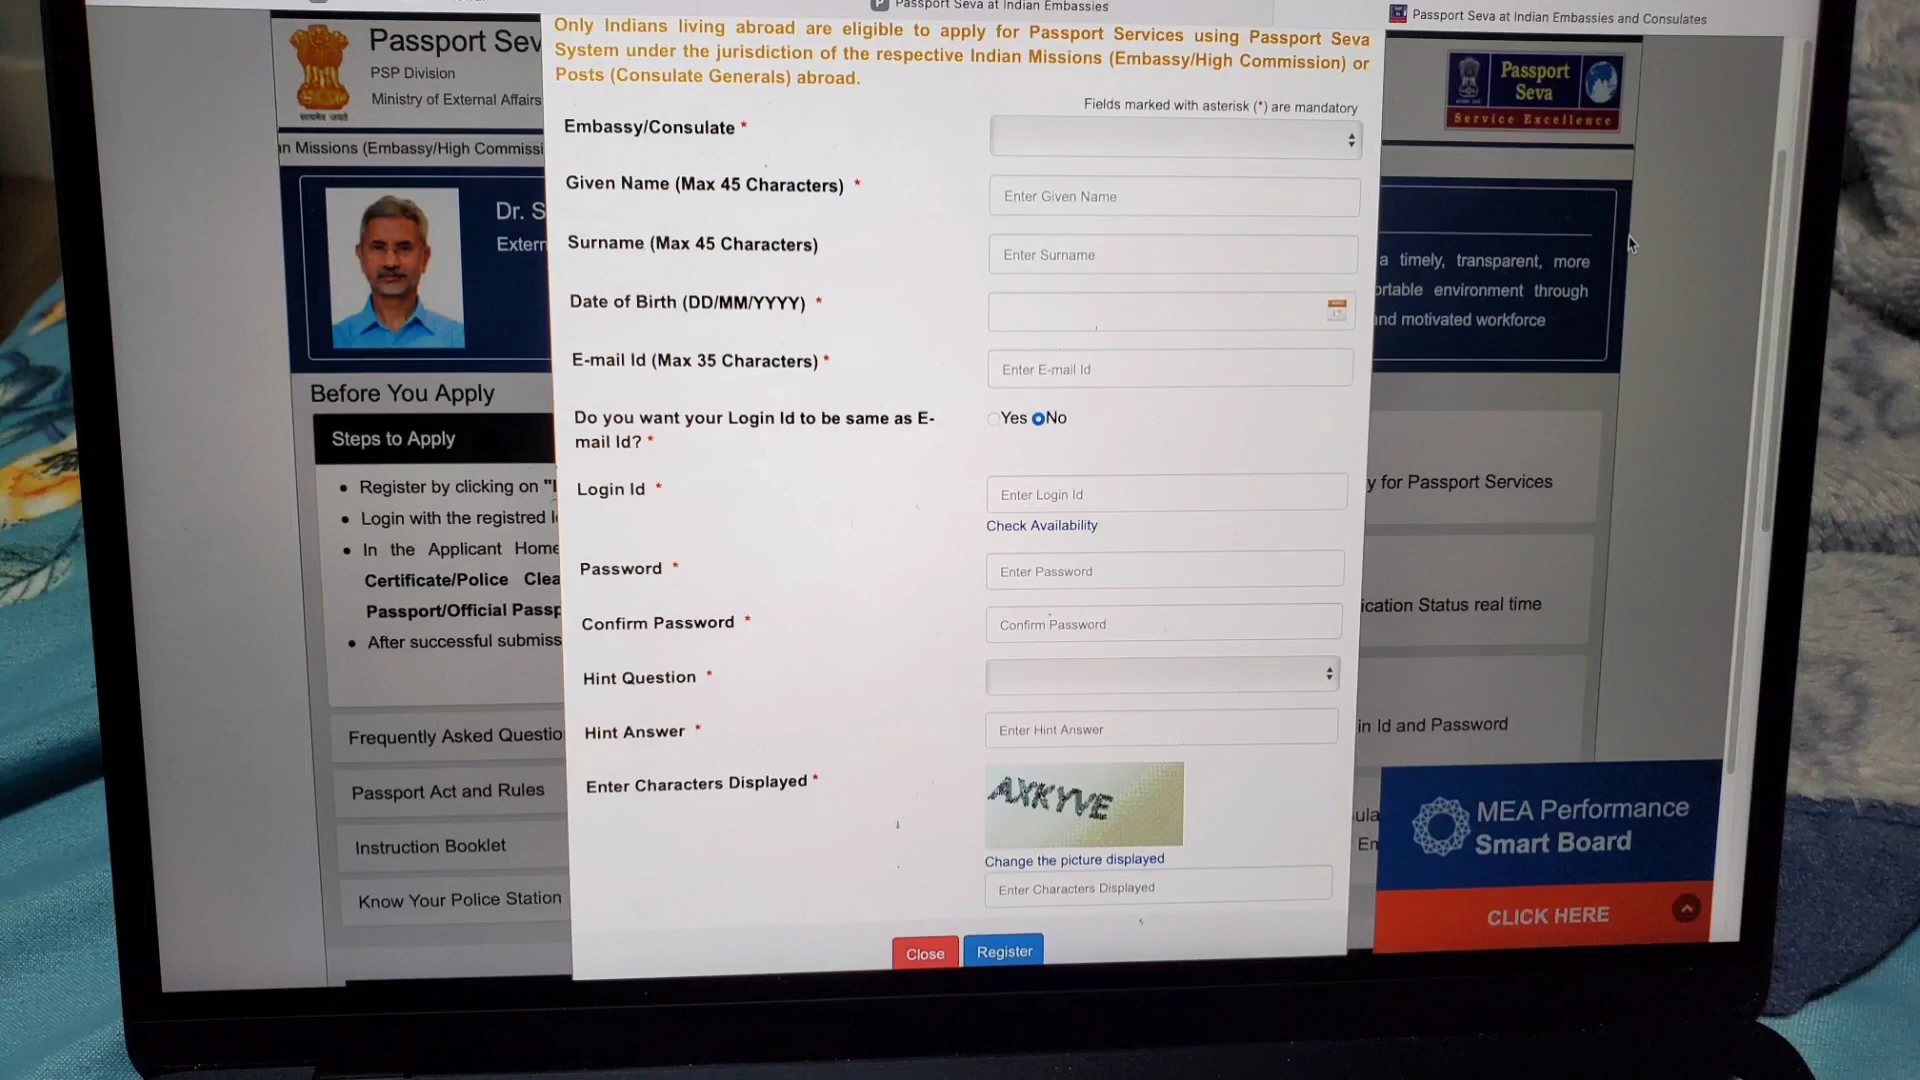 Passport Seva at Indian Embassies
Passport Seva at Indian Embassies and Consulates
Only Indians living abroad are eligible to apply for Passport Services using Passport Seva
System under the jurisdiction of the respective Indian Missions (Embassy/High Commission) or
Posts (Consulate Generals) abroad.
Passport Sev
PSP Division
Ministry of External Affairs
सत्यमेव जयते
Passport
Seva
Service Excellence
Fields marked with asterisk (*) are mandatory
n Missions (Embassy/High Commissi
Embassy/Consulate *
Given Name (Max 45 Characters) *
Enter Given Name
Surname (Max 45 Characters)
Enter Surname
Date of Birth (DD/MM/YYYY) *
E-mail Id (Max 35 Characters) *
Enter E-mail Id
Do you want your Login Id to be same as E-
mail Id? *
Yes No
Login Id *
Enter Login Id
Check Availability
Password *
Enter Password
Confirm Password *
Confirm Password
Hint Question *
Hint Answer *
Enter Hint Answer
Enter Characters Displayed *
AXKYVE
Change the picture displayed
Enter Characters Displayed
Close
Register
Dr. S
Extern
a timely, transparent, more
ortable environment through
nd motivated workforce
Before You Apply
Steps to Apply
Register by clicking on "
Login with the registered l
In the Applicant Home
Certificate/Police Clea
Passport/Official Passp
After successful submiss
Frequently Asked Questio
Passport Act and Rules
Instruction Booklet
Know Your Police Station
y for Passport Services
ication Status real time
in Id and Password
ula
En
MEA Performance
Smart Board
CLICK HERE